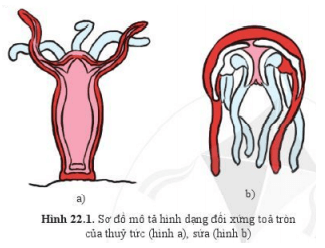 a)
b)
Hình 22.1. Sơ đồ mô tả hình dạng đối xứng toả tròn
của thuỷ tức (hình a), sứa (hình b)